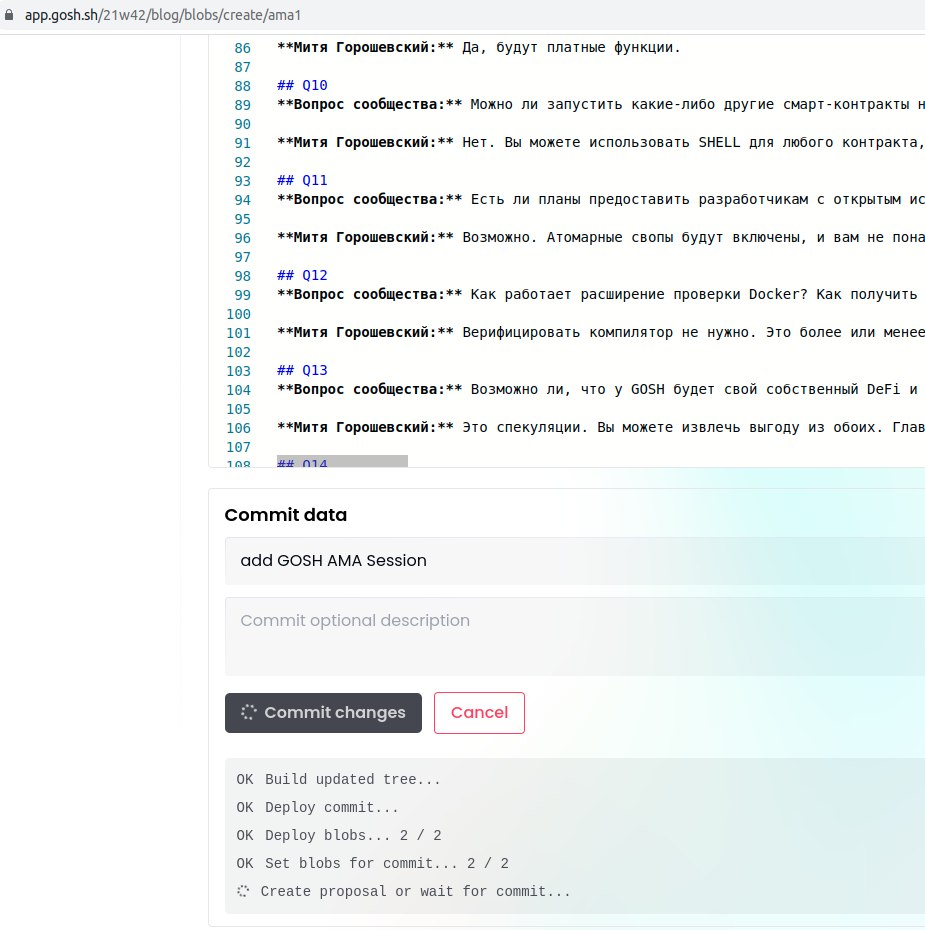 app.gosh.sh/21w42/blog/blobs/create/ama1
86 **Митя Горошевский:** Да, будут платные функции.
87
88 ## Q10
89 **Вопрос сообщества:** Можно ли запустить какие-либо другие смарт-контракты н
90
91 **Митя Горошевский:** Нет. Вы можете использовать SHELL для любого контракта,
92
93 ## Q11
94 **Вопрос сообщества:** Есть ли планы предоставить разработчикам с открытым ис
95
96 **Митя Горошевский:** Возможно. Атомарные свопы будут включены, и вам не пона
97
98 ## Q12
99 **Вопрос сообщества:** Как работает расширение проверки Docker? Как получить
100
101 **Митя Горошевский:** Верифицировать компилятор не нужно. Это более или менее
102
103 ## Q13
104 **Вопрос сообщества:** Возможно ли, что у GOSH будет свой собственный DeFi и
105
106 **Митя Горошевский:** Это спекуляции. Вы можете извлечь выгоду из обоих. Глав
107
108 ## Q14
Commit data
add GOSH AMA Session
Commit optional description
Commit changes Cancel
OK Build updated tree...
OK Deploy commit...
OK Deploy blobs... 2 / 2
OK Set blobs for commit... 2 / 2
Create proposal or wait for commit...